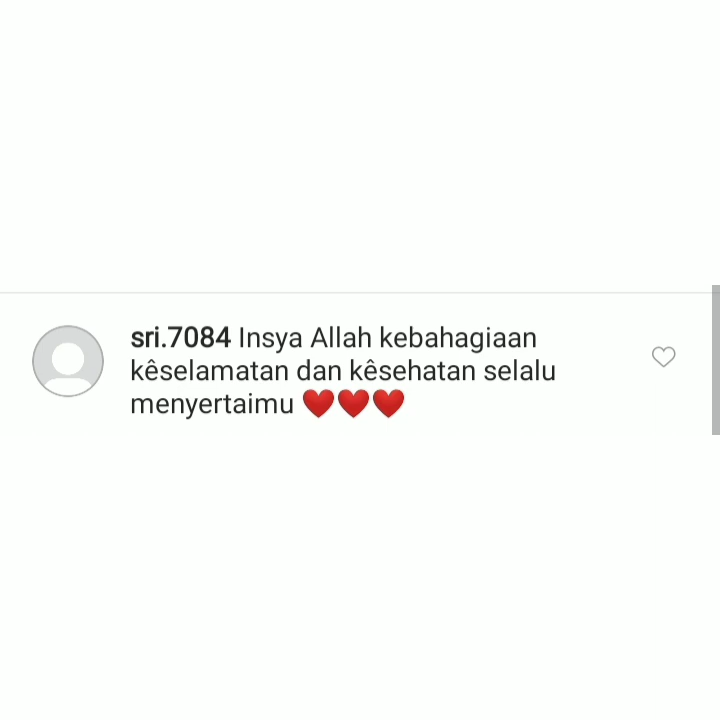 sri.7084 Insya Allah kebahagiaan
kêselamatan dan kêsehatan selalu
menyertaimu ❤️❤️❤️